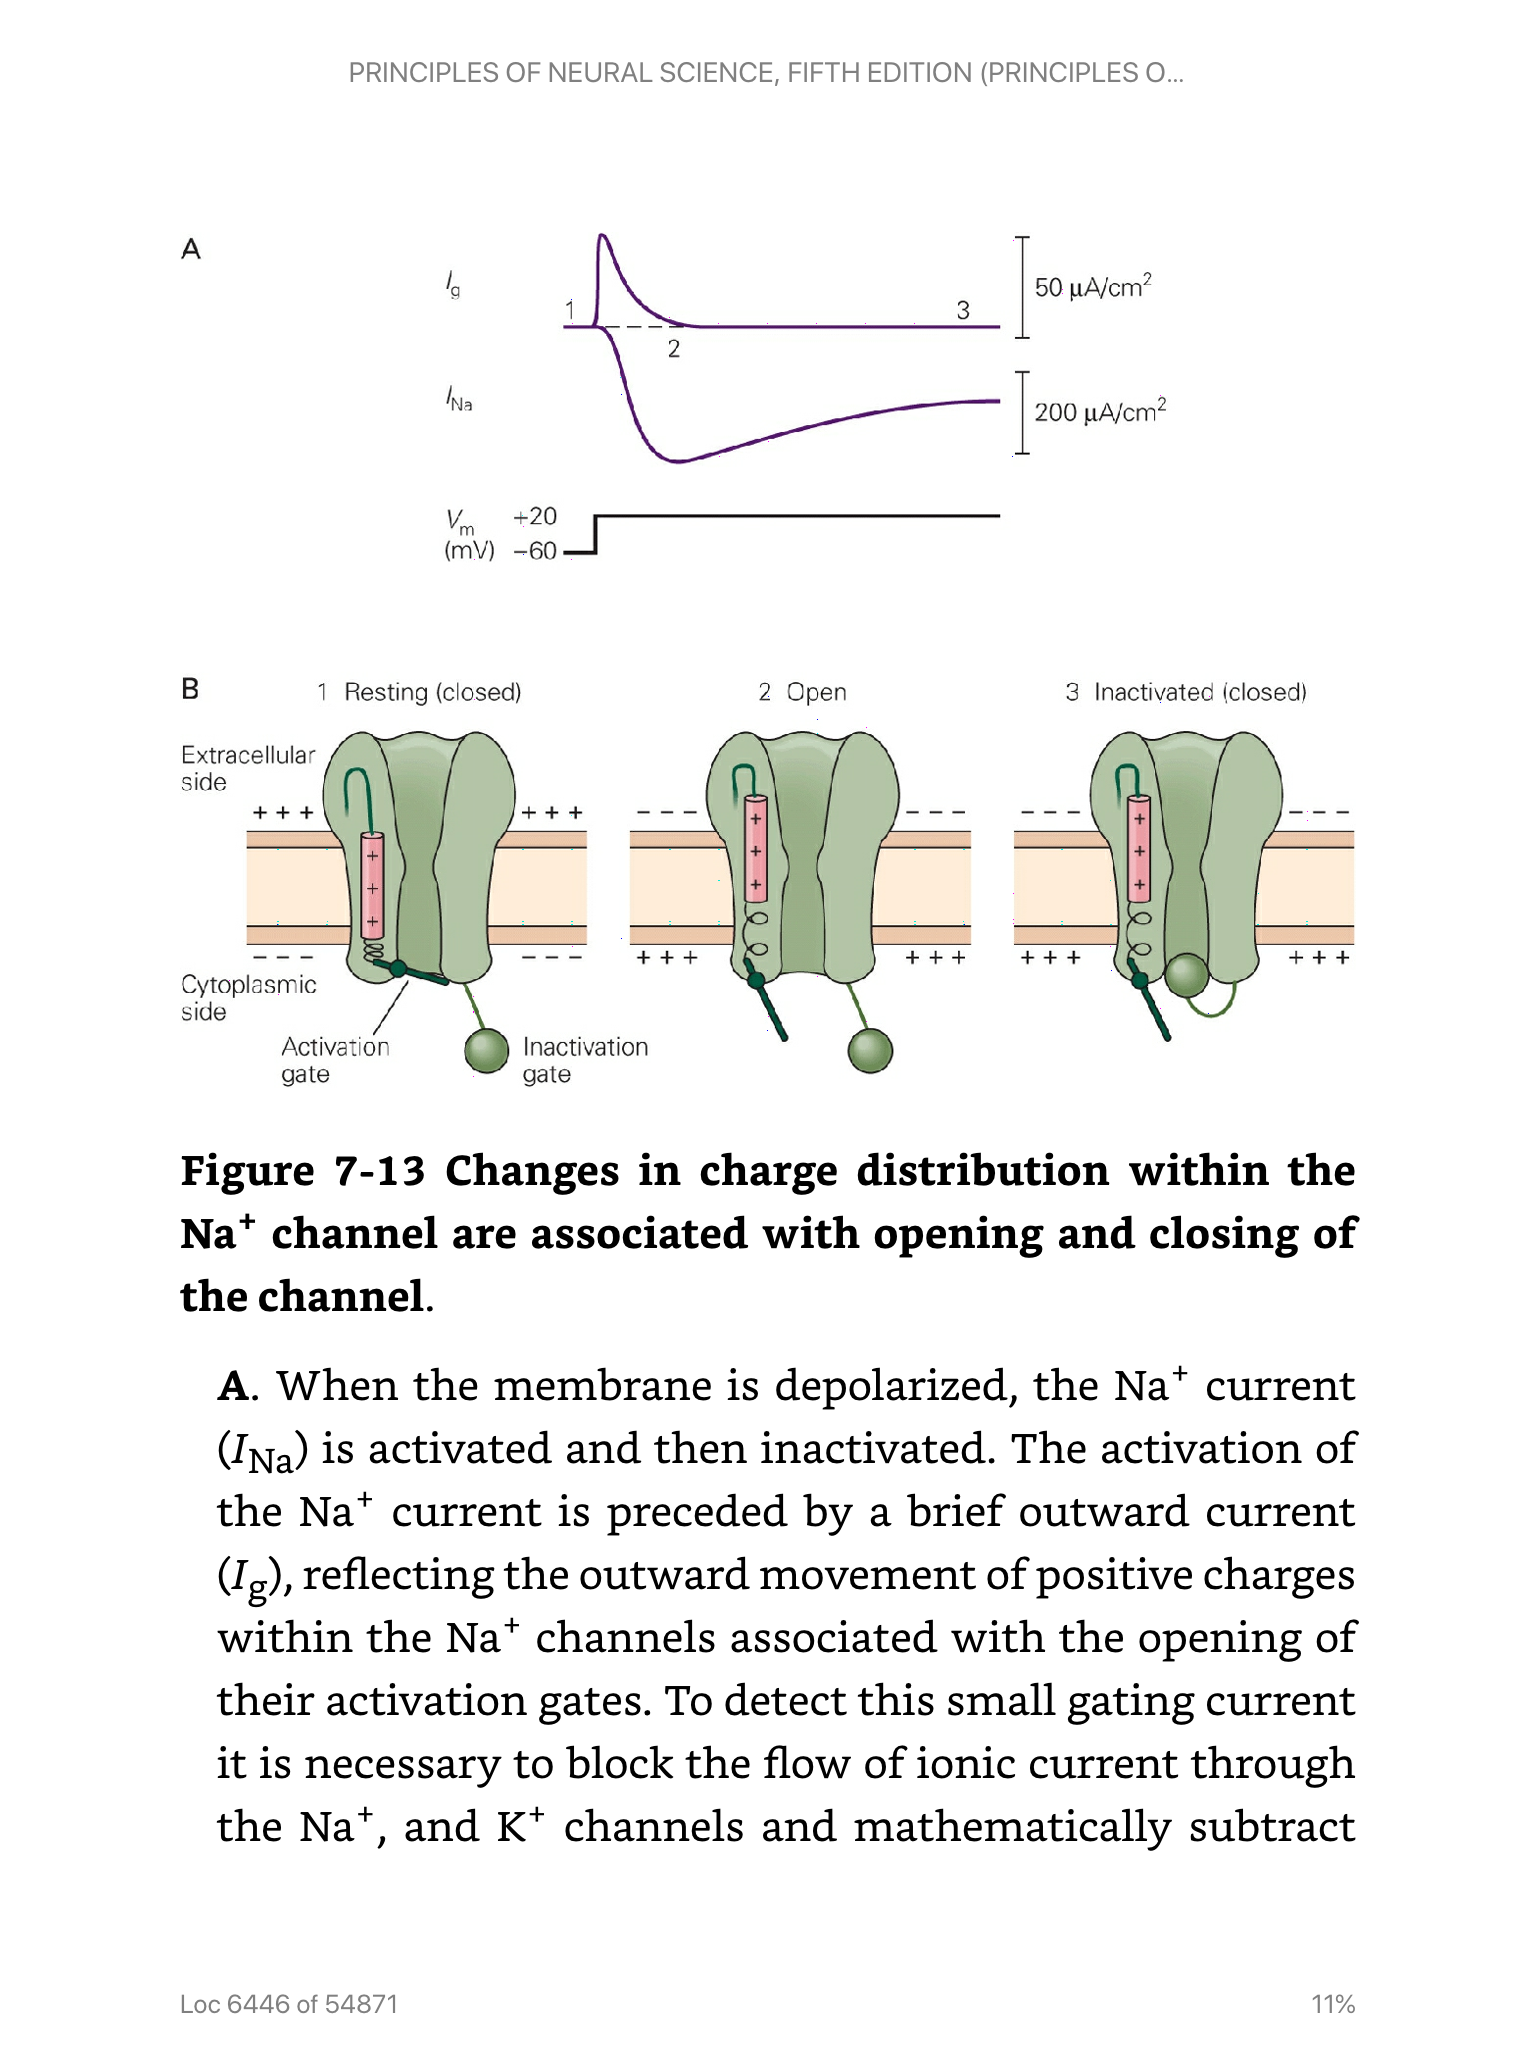 PRINCIPLES OF NEURAL SCIENCE, FIFTH EDITION (PRINCIPLES O...
A
Ig
1
3
50 μA/cm²
2
INa
200 μA/cm²
Vm +20
(mV) −60
B
1 Resting (closed)
2 Open
3 Inactivated (closed)
Extracellular
side
+ + +
+ + +
− − −
− − −
− − −
− − −
+
+
+
+
+
+
+
+
+
− − −
− − −
+ + +
+ + +
+ + +
+ + +
Cytoplasmic
side
Activation
gate
Inactivation
gate
Figure 7-13 Changes in charge distribution within the
Na⁺ channel are associated with opening and closing of
the channel.
A. When the membrane is depolarized, the Na⁺ current
(INa) is activated and then inactivated. The activation of
the Na⁺ current is preceded by a brief outward current
(Ig), reflecting the outward movement of positive charges
within the Na⁺ channels associated with the opening of
their activation gates. To detect this small gating current
it is necessary to block the flow of ionic current through
the Na⁺, and K⁺ channels and mathematically subtract
Loc 6446 of 54871
11%